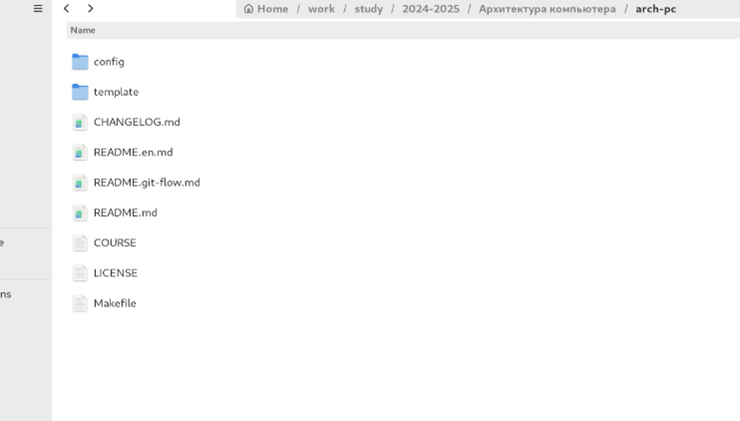 Home / work / study / 2024-2025 / Архитектура компьютера / arch-pc
Name
config
template
CHANGELOG.md
README.en.md
README.git-flow.md
README.md
e
COURSE
LICENSE
ns
Makefile